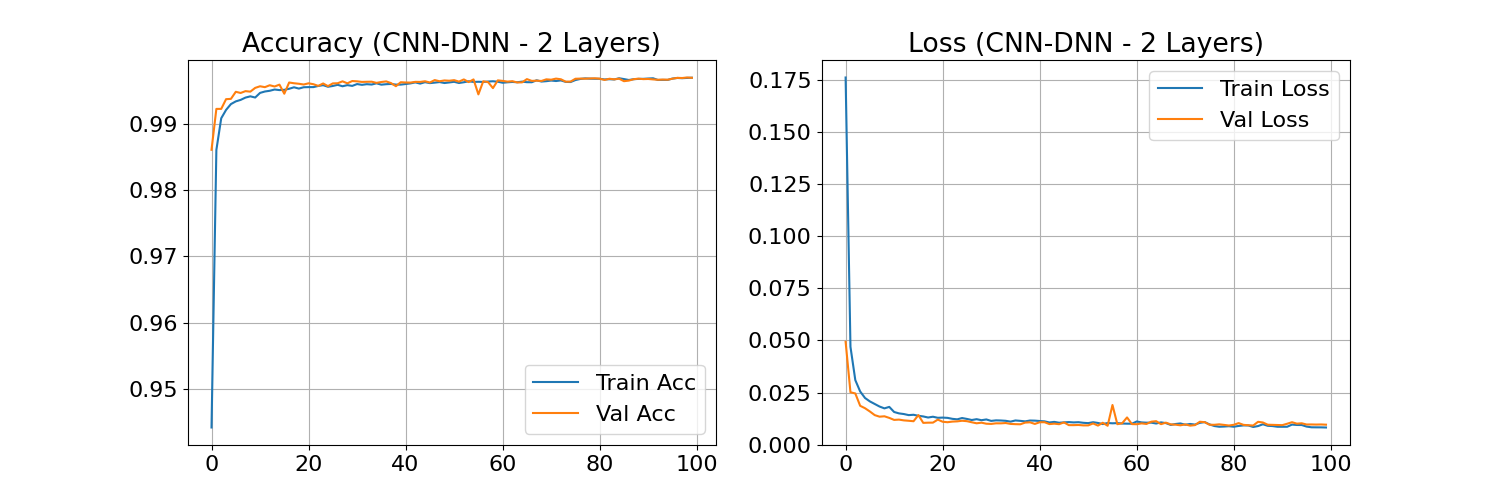 Accuracy (CNN-DNN - 2 Layers)
0.99
0.98
0.97
0.96
0.95
0 20 40 60 80 100
Train Acc
Val Acc
Loss (CNN-DNN - 2 Layers)
0.175
0.150
0.125
0.100
0.075
0.050
0.025
0.000
0 20 40 60 80 100
Train Loss
Val Loss